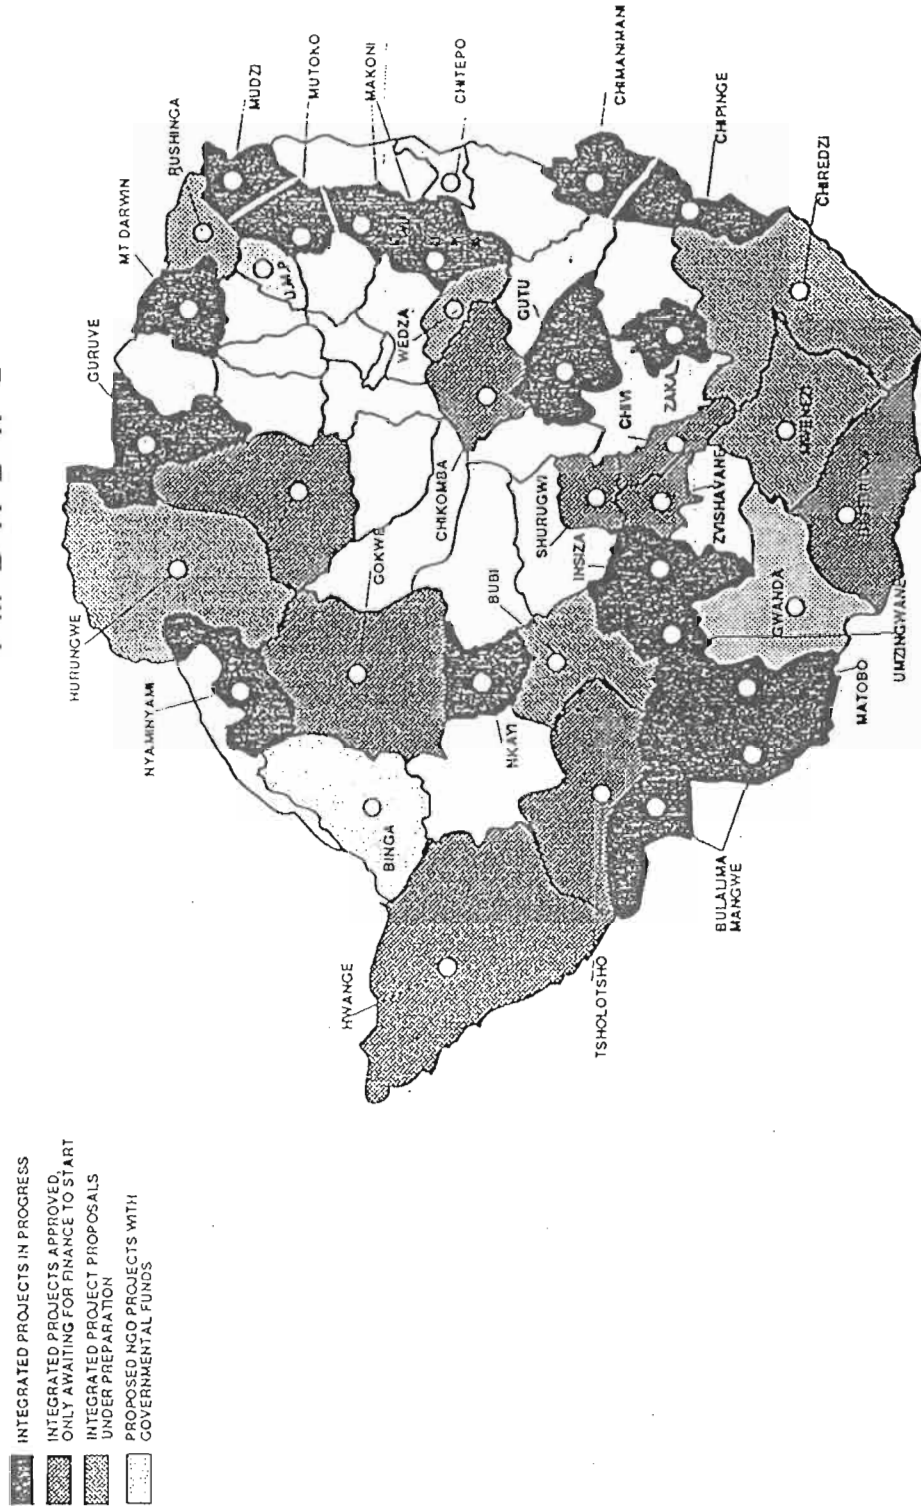 INTEGRATED PROJECTS IN PROGRESS
INTEGRATED PROJECTS APPROVED,
ONLY AWAITING FOR FINANCE TO START
INTEGRATED PROJECT PROPOSALS
UNDER PREPARATION
PROPOSED NGO PROJECTS WITH
GOVERNMENTAL FUNDS
HURUNGWE
GURUVE
MT DARWIN
RUSHINGA
MUDZI
MUTOKO
MAKONI
CHITEPO
U.M.P
NYAMINYAMI
GOKWE
CHIKOMBA
WEDZA
GUTU
CHIMANIMANI
CHIPINGE
BINGA
HWANGE
NKAYI
BUBI
SHURUGWI
INSIZA
CHIVI
ZAKA
CHIREDZI
ZVISHAVANE
MWENEZI
GWANDA
UMZINGWANE
MATOBO
BULALIMA
MANGWE
TSHOLOTSHO